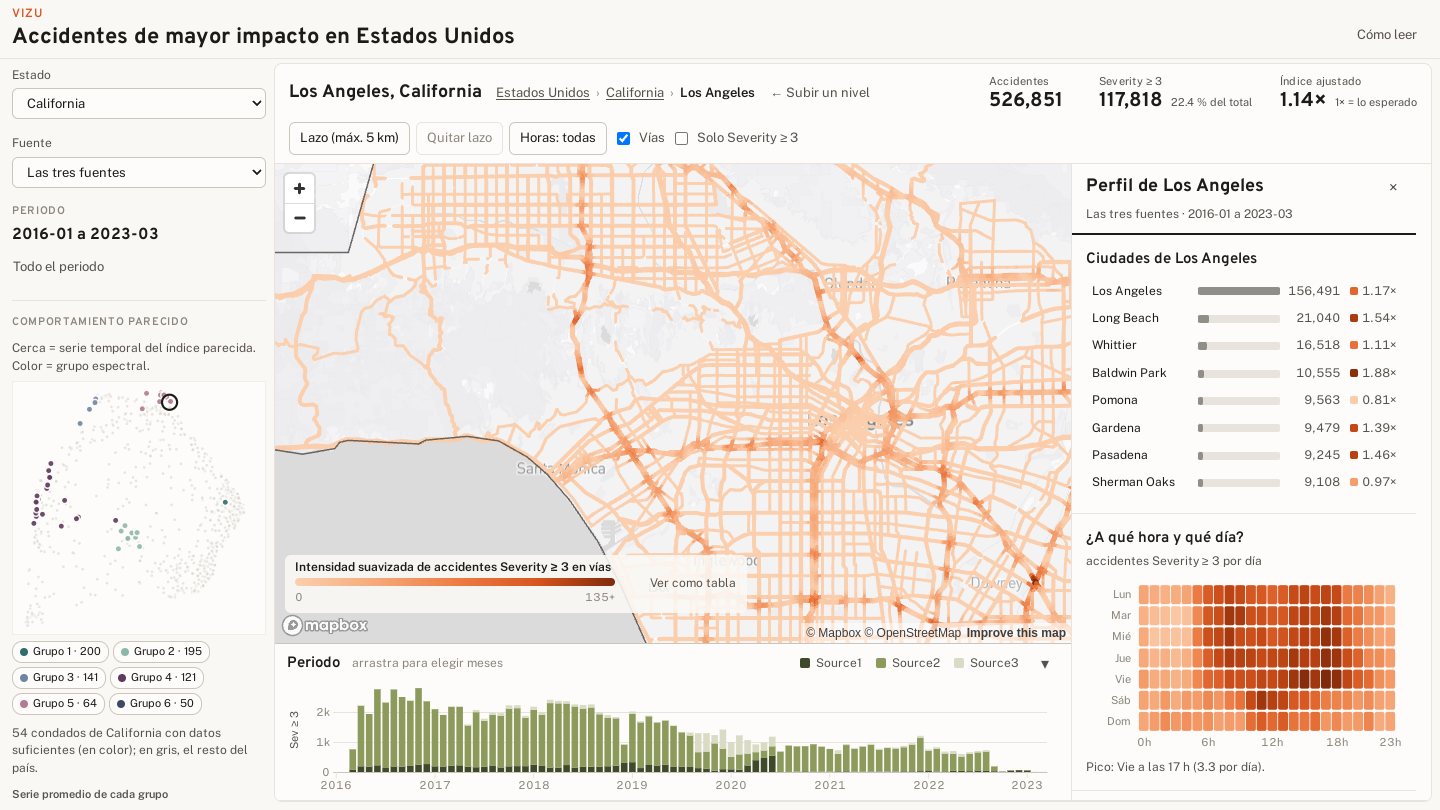 VIZU
Accidentes de mayor impacto en Estados Unidos
Cómo leer
Estado
California
Fuente
Las tres fuentes
PERIODO
2016-01 a 2023-03
Todo el periodo
COMPORTAMIENTO PARECIDO
Cerca = serie temporal del índice parecida.
Color = grupo espectral.
Grupo 1 · 200
Grupo 2 · 195
Grupo 3 · 141
Grupo 4 · 121
Grupo 5 · 64
Grupo 6 · 50
54 condados de California con datos
suficientes (en color); en gris, el resto del
país.
Serie promedio de cada grupo
Los Angeles, California
Estados Unidos › California › Los Angeles
← Subir un nivel
Accidentes
526,851
Severity ≥ 3
117,818 22.4 % del total
Índice ajustado
1.14× 1× = lo esperado
Lazo (máx. 5 km)
Quitar lazo
Horas: todas
Vías
Solo Severity ≥ 3
+
−
Santa Monica
Downey
Intensidad suavizada de accidentes Severity ≥ 3 en vías
0
135+
Ver como tabla
mapbox
© Mapbox © OpenStreetMap Improve this map
Periodo
arrastra para elegir meses
Source1
Source2
Source3
▼
Sev ≥ 3
2k
1k
0
2016
2017
2018
2019
2020
2021
2022
2023
Perfil de Los Angeles
×
Las tres fuentes · 2016-01 a 2023-03
Ciudades de Los Angeles
Los Angeles 156,491 1.17×
Long Beach 21,040 1.54×
Whittier 16,518 1.11×
Baldwin Park 10,555 1.88×
Pomona 9,563 0.81×
Gardena 9,479 1.39×
Pasadena 9,245 1.46×
Sherman Oaks 9,108 0.97×
¿A qué hora y qué día?
accidentes Severity ≥ 3 por día
Lun
Mar
Mié
Jue
Vie
Sáb
Dom
0h
6h
12h
18h
23h
Pico: Vie a las 17 h (3.3 por día).